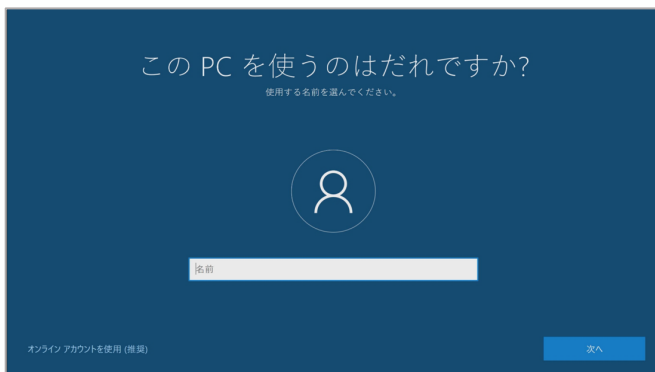 この PC を使うのはだれですか?
使用する名前を選んでください。
名前
オンライン アカウントを使用 (推奨)
次へ